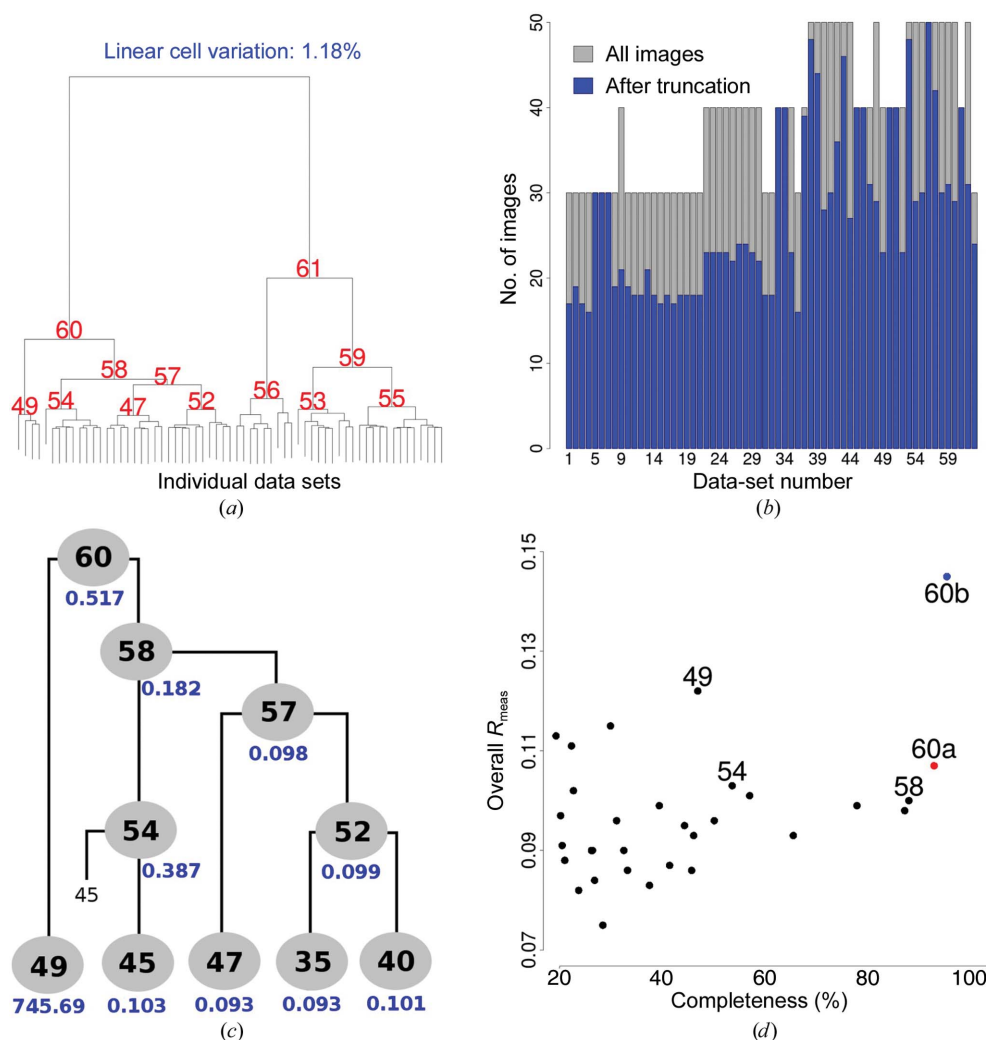 Linear cell variation: 1.18%
61
60
59
58
57
56
55
54
53
52
49
47
Individual data sets
(a)
50
40
30
20
10
0
No. of images
All images
After truncation
1 5 9 14 19 24 29 34 39 44 49 54 59
Data-set number
(b)
60
0.517
58
0.182
57
0.098
54
0.387
52
0.099
45
49 45 47 35 40
745.69 0.103 0.093 0.093 0.101
(c)
0.15
0.13
0.11
0.09
0.07
Overall Rmeas
60b
49
60a
54
58
20 40 60 80 100
Completeness (%)
(d)